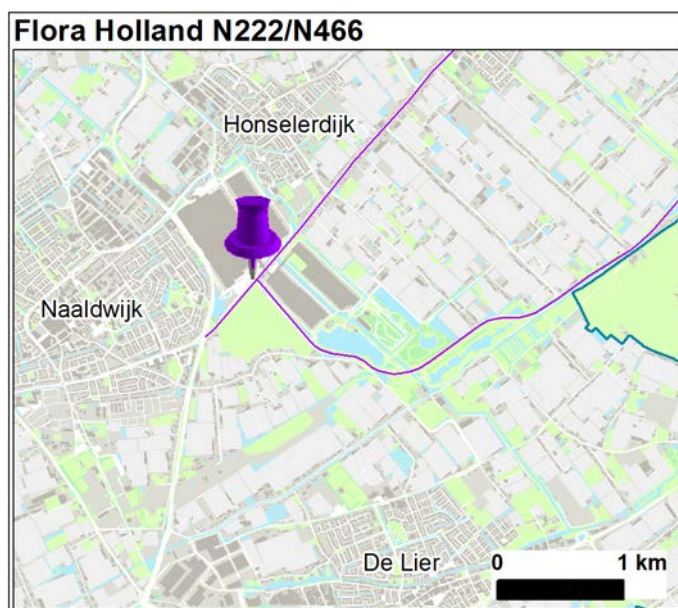 Flora Holland N222/N466
Honselerdijk
Naaldwijk
De Lier
0 1 km